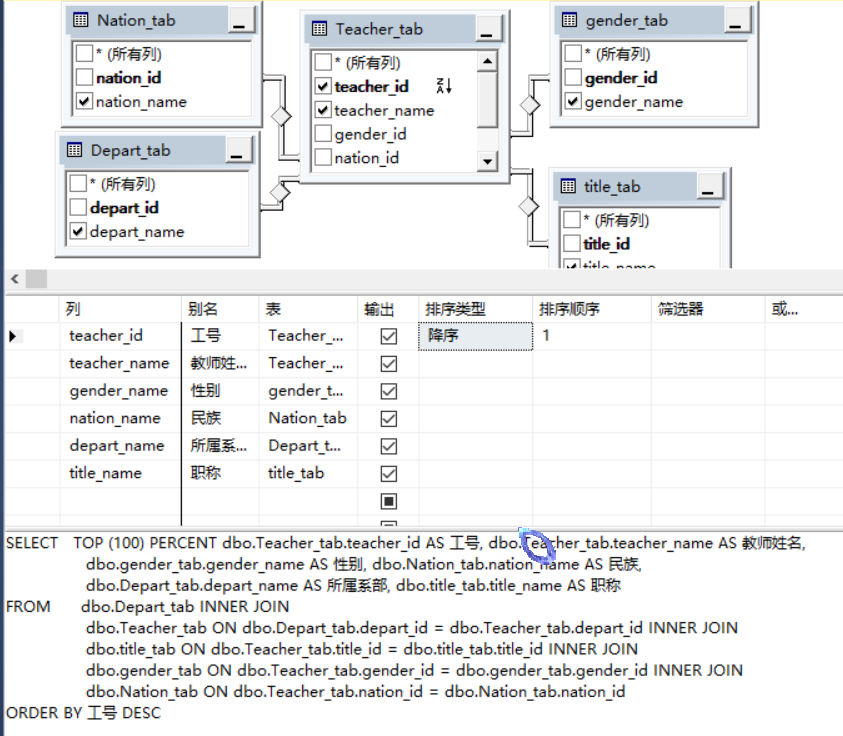 Nation_tab
* (所有列)
nation_id
nation_name
Teacher_tab
* (所有列)
teacher_id
teacher_name
gender_id
nation_id
gender_tab
* (所有列)
gender_id
gender_name
Depart_tab
* (所有列)
depart_id
depart_name
title_tab
* (所有列)
title_id
title_name
列 别名 表 输出 排序类型 排序顺序 筛选器 或...
teacher_id 工号 Teacher_... 降序 1
teacher_name 教师姓... Teacher_...
gender_name 性别 gender_t...
nation_name 民族 Nation_tab
depart_name 所属系... Depart_t...
title_name 职称 title_tab
SELECT TOP (100) PERCENT dbo.Teacher_tab.teacher_id AS 工号, dbo.Teacher_tab.teacher_name AS 教师姓名,
dbo.gender_tab.gender_name AS 性别, dbo.Nation_tab.nation_name AS 民族,
dbo.Depart_tab.depart_name AS 所属系部, dbo.title_tab.title_name AS 职称
FROM dbo.Depart_tab INNER JOIN
dbo.Teacher_tab ON dbo.Depart_tab.depart_id = dbo.Teacher_tab.depart_id INNER JOIN
dbo.title_tab ON dbo.Teacher_tab.title_id = dbo.title_tab.title_id INNER JOIN
dbo.gender_tab ON dbo.Teacher_tab.gender_id = dbo.gender_tab.gender_id INNER JOIN
dbo.Nation_tab ON dbo.Teacher_tab.nation_id = dbo.Nation_tab.nation_id
ORDER BY 工号 DESC